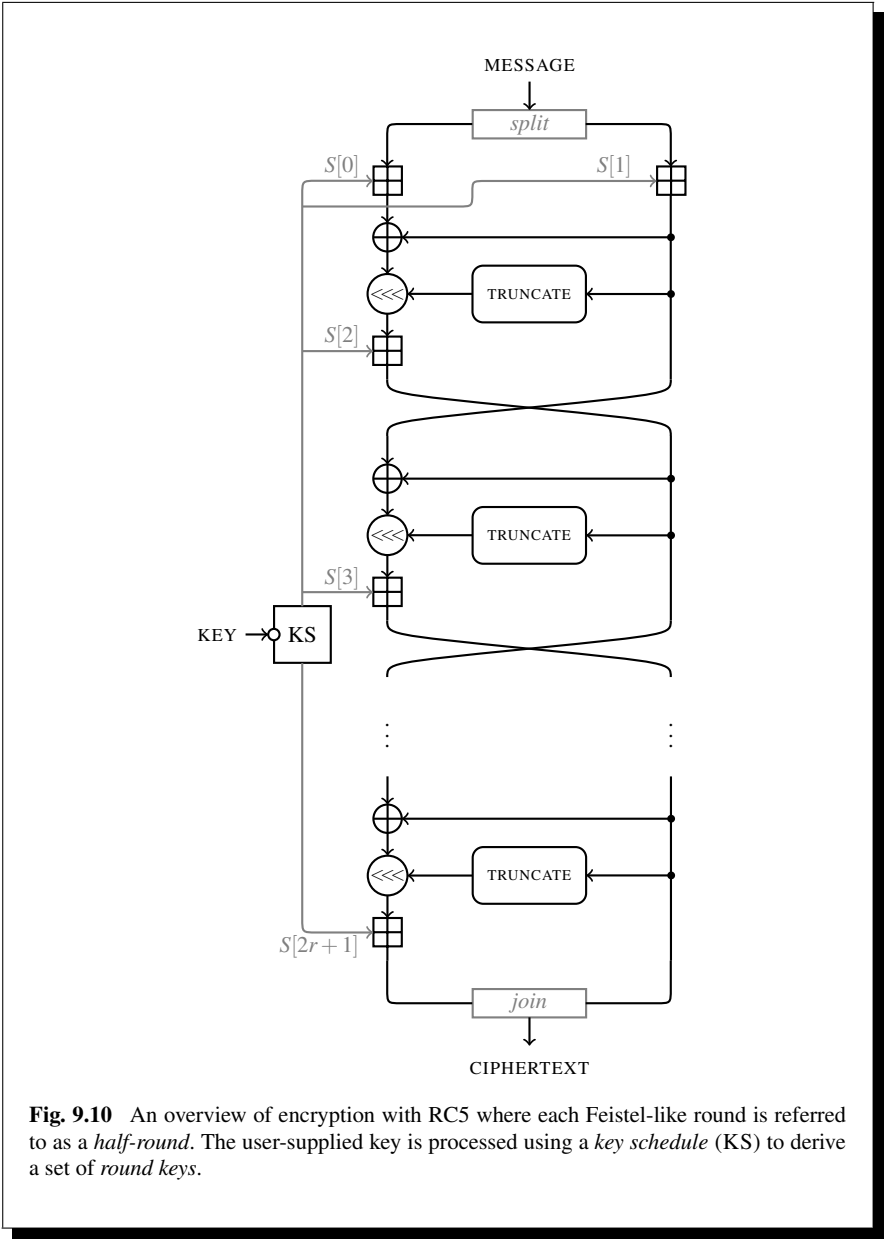 MESSAGE
split
S[0]
S[1]
<<<
TRUNCATE
S[2]
<<<
TRUNCATE
S[3]
KEY
KS
⋮ ⋮
<<<
TRUNCATE
S[2r+1]
join
CIPHERTEXT
Fig. 9.10 An overview of encryption with RC5 where each Feistel-like round is referred
to as a half-round. The user-supplied key is processed using a key schedule (KS) to derive
a set of round keys.